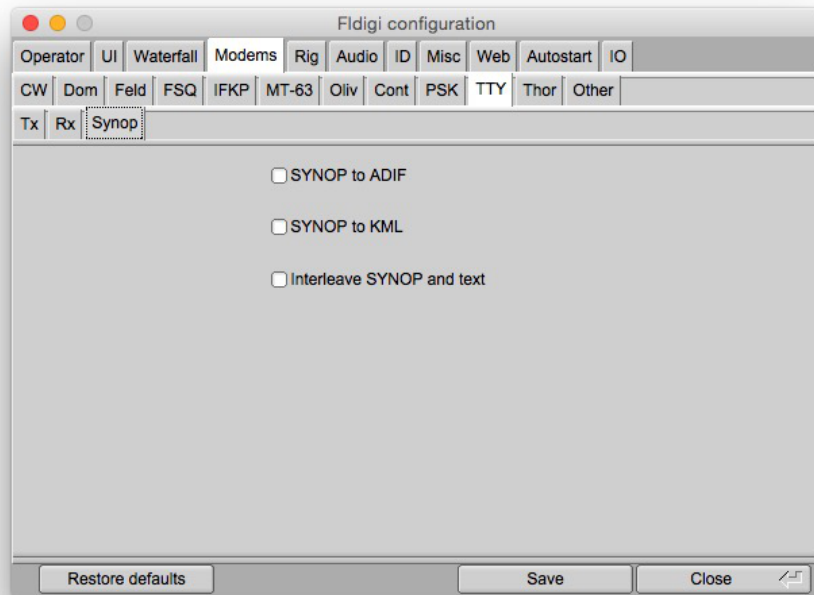 Fldigi configuration
Operator UI Waterfall Modems Rig Audio ID Misc Web Autostart IO
CW Dom Feld FSQ IFKP MT-63 Oliv Cont PSK TTY Thor Other
Tx Rx Synop
SYNOP to ADIF
SYNOP to KML
Interleave SYNOP and text
Restore defaults Save Close